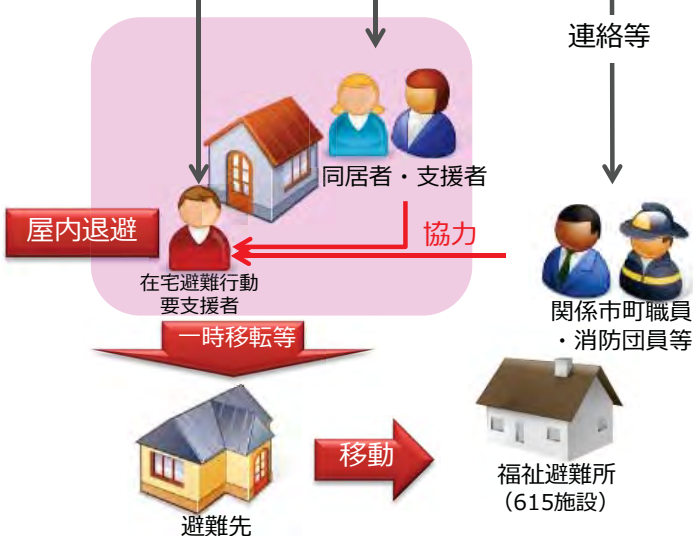 連絡等
同居者・支援者
屋内退避
協力
在宅避難行動
要支援者
関係市町職員
・消防団員等
一時移転等
移動
福祉避難所
（615施設）
避難先